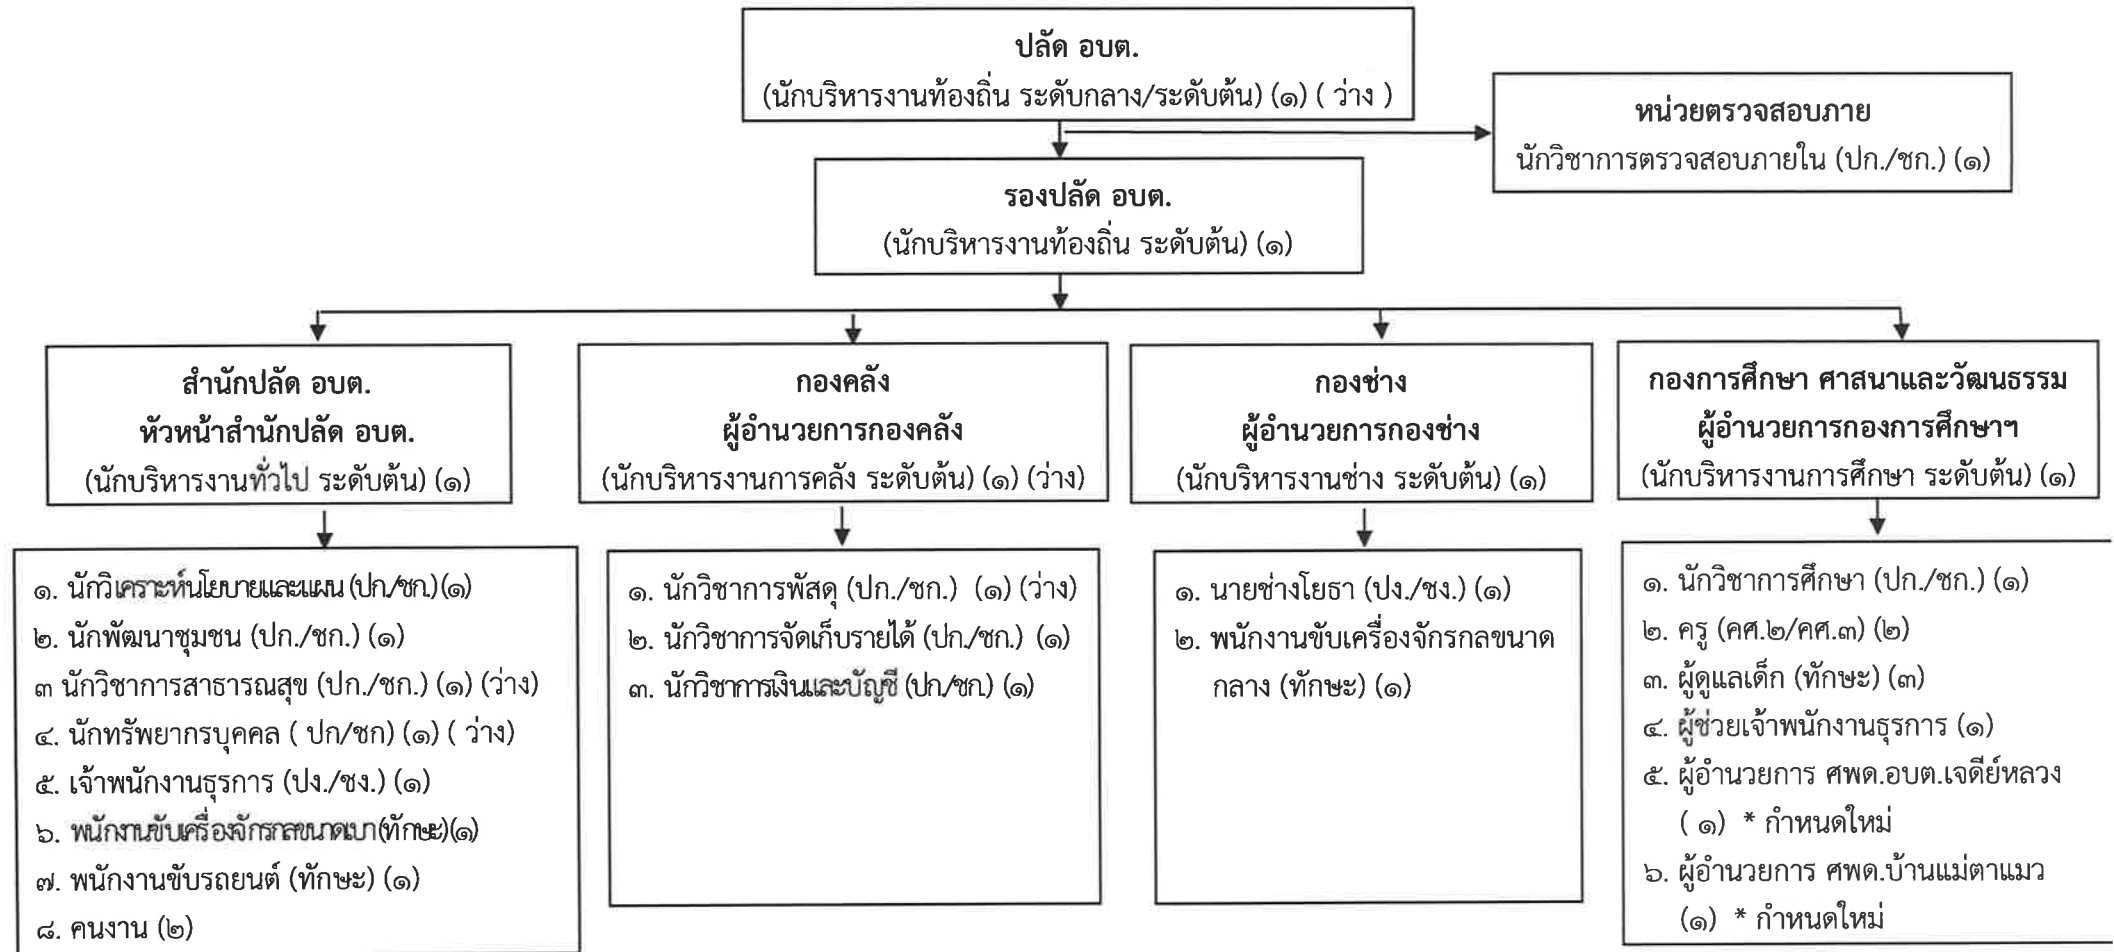 ปลัด อบต.
(นักบริหารงานท้องถิ่น ระดับกลาง/ระดับต้น) (๑) ( ว่าง )
หน่วยตรวจสอบภาย
นักวิชาการตรวจสอบภายใน (ปก./ชก.) (๑)
รองปลัด อบต.
(นักบริหารงานท้องถิ่น ระดับต้น) (๑)
สำนักปลัด อบต.
หัวหน้าสำนักปลัด อบต.
(นักบริหารงานทั่วไป ระดับต้น) (๑)
๑. นักวิเคราะห์นโยบายและแผน (ปก./ชก.) (๑)
๒. นักพัฒนาชุมชน (ปก./ชก.) (๑)
๓ นักวิชาการสาธารณสุข (ปก./ชก.) (๑) (ว่าง)
๔. นักทรัพยากรบุคคล ( ปก/ชก) (๑) ( ว่าง)
๕. เจ้าพนักงานธุรการ (ปง./ชง.) (๑)
๖. พนักงานขับเครื่องจักรกลขนาดเบา (ทักษะ) (๑)
๗. พนักงานขับรถยนต์ (ทักษะ) (๑)
๘. คนงาน (๒)
กองคลัง
ผู้อำนวยการกองคลัง
(นักบริหารงานการคลัง ระดับต้น) (๑) (ว่าง)
๑. นักวิชาการพัสดุ (ปก./ชก.) (๑) (ว่าง)
๒. นักวิชาการจัดเก็บรายได้ (ปก./ชก.) (๑)
๓. นักวิชาการเงินและบัญชี (ปก./ชก.) (๑)
กองช่าง
ผู้อำนวยการกองช่าง
(นักบริหารงานช่าง ระดับต้น) (๑)
๑. นายช่างโยธา (ปง./ชง.) (๑)
๒. พนักงานขับเครื่องจักรกลขนาด
กลาง (ทักษะ) (๑)
กองการศึกษา ศาสนาและวัฒนธรรม
ผู้อำนวยการกองการศึกษาฯ
(นักบริหารงานการศึกษา ระดับต้น) (๑)
๑. นักวิชาการศึกษา (ปก./ชก.) (๑)
๒. ครู (คศ.๒/คศ.๓) (๒)
๓. ผู้ดูแลเด็ก (ทักษะ) (๓)
๔. ผู้ช่วยเจ้าพนักงานธุรการ (๑)
๕. ผู้อำนวยการ ศพด.อบต.เจดีย์หลวง
( ๑) * กำหนดใหม่
๖. ผู้อำนวยการ ศพด.บ้านแม่ตาแมว
(๑) * กำหนดใหม่